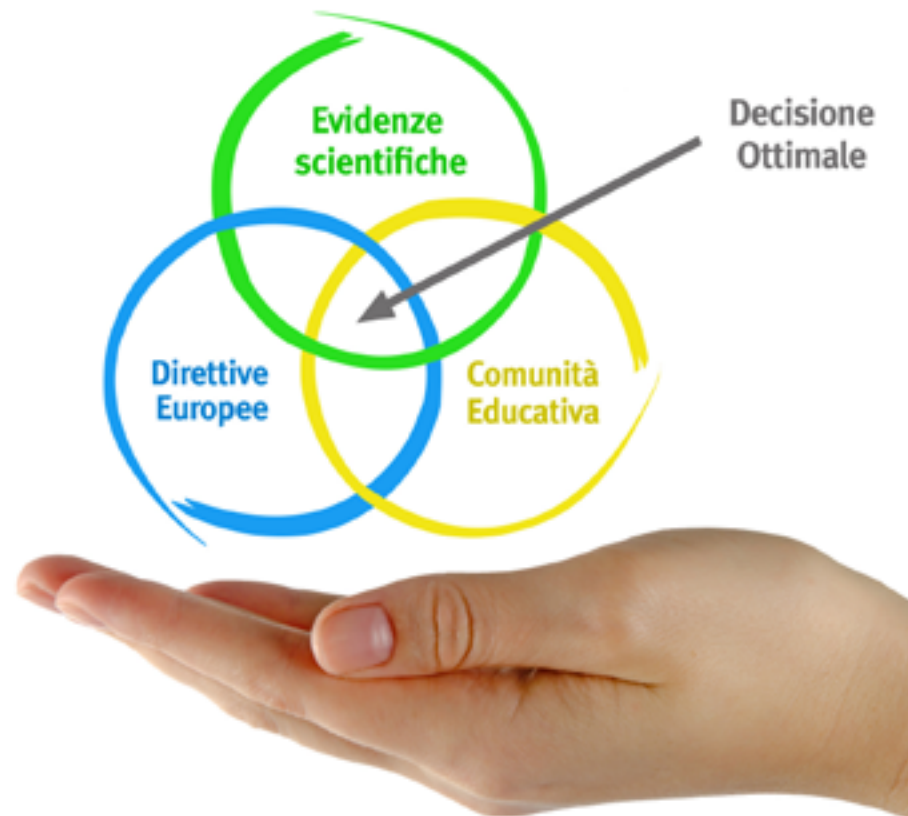 Evidenze
scientifiche
Decisione
Ottimale
Direttive
Europee
Comunità
Educativa